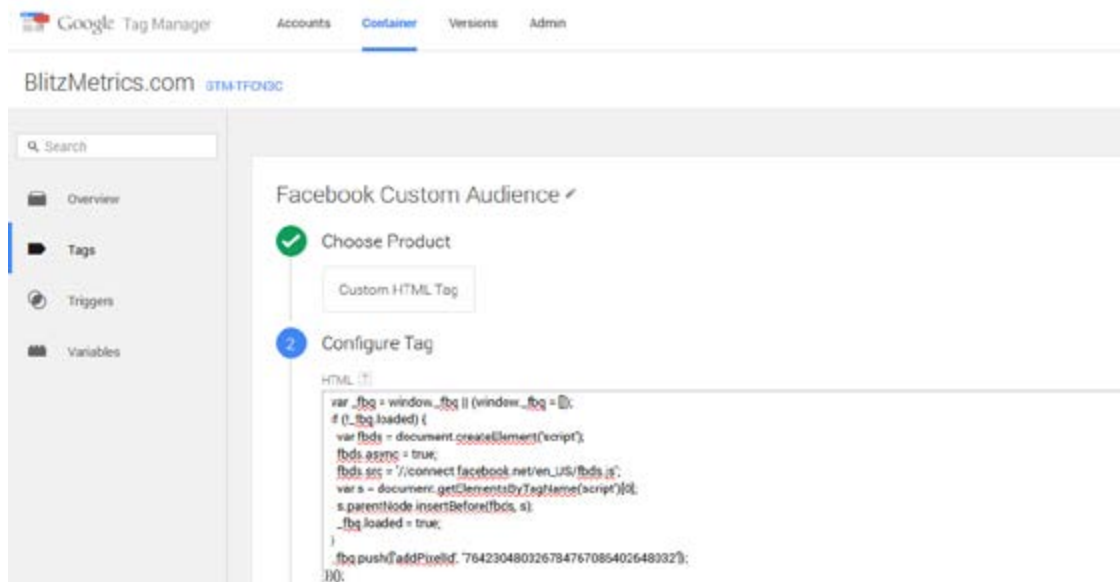 Google Tag Manager
Accounts Container Versions Admin
BlitzMetrics.com GTM-TFCN3C
Search
Overview
Tags
Triggers
Variables
Facebook Custom Audience
Choose Product
Custom HTML Tag
2 Configure Tag
HTML ?
var _fbq = window._fbq || (window._fbq = []);
if (!_fbq.loaded) {
var fbds = document.createElement('script');
fbds.async = true;
fbds.src = '//connect.facebook.net/en_US/fbds.js';
var s = document.getElementsByTagName('script')[0];
s.parentNode.insertBefore(fbds, s);
_fbq.loaded = true;
}
_fbq.push(['addPixelId', '764230480326784767085402648032']);
})();